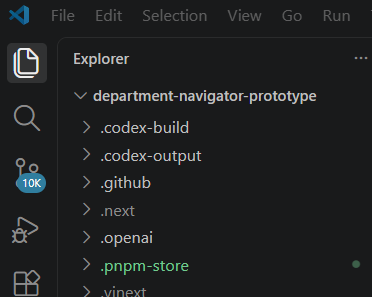 File Edit Selection View Go Run
Explorer
department-navigator-prototype
.codex-build
.codex-output
.github
10K
.next
.openai
.pnpm-store
.vinext